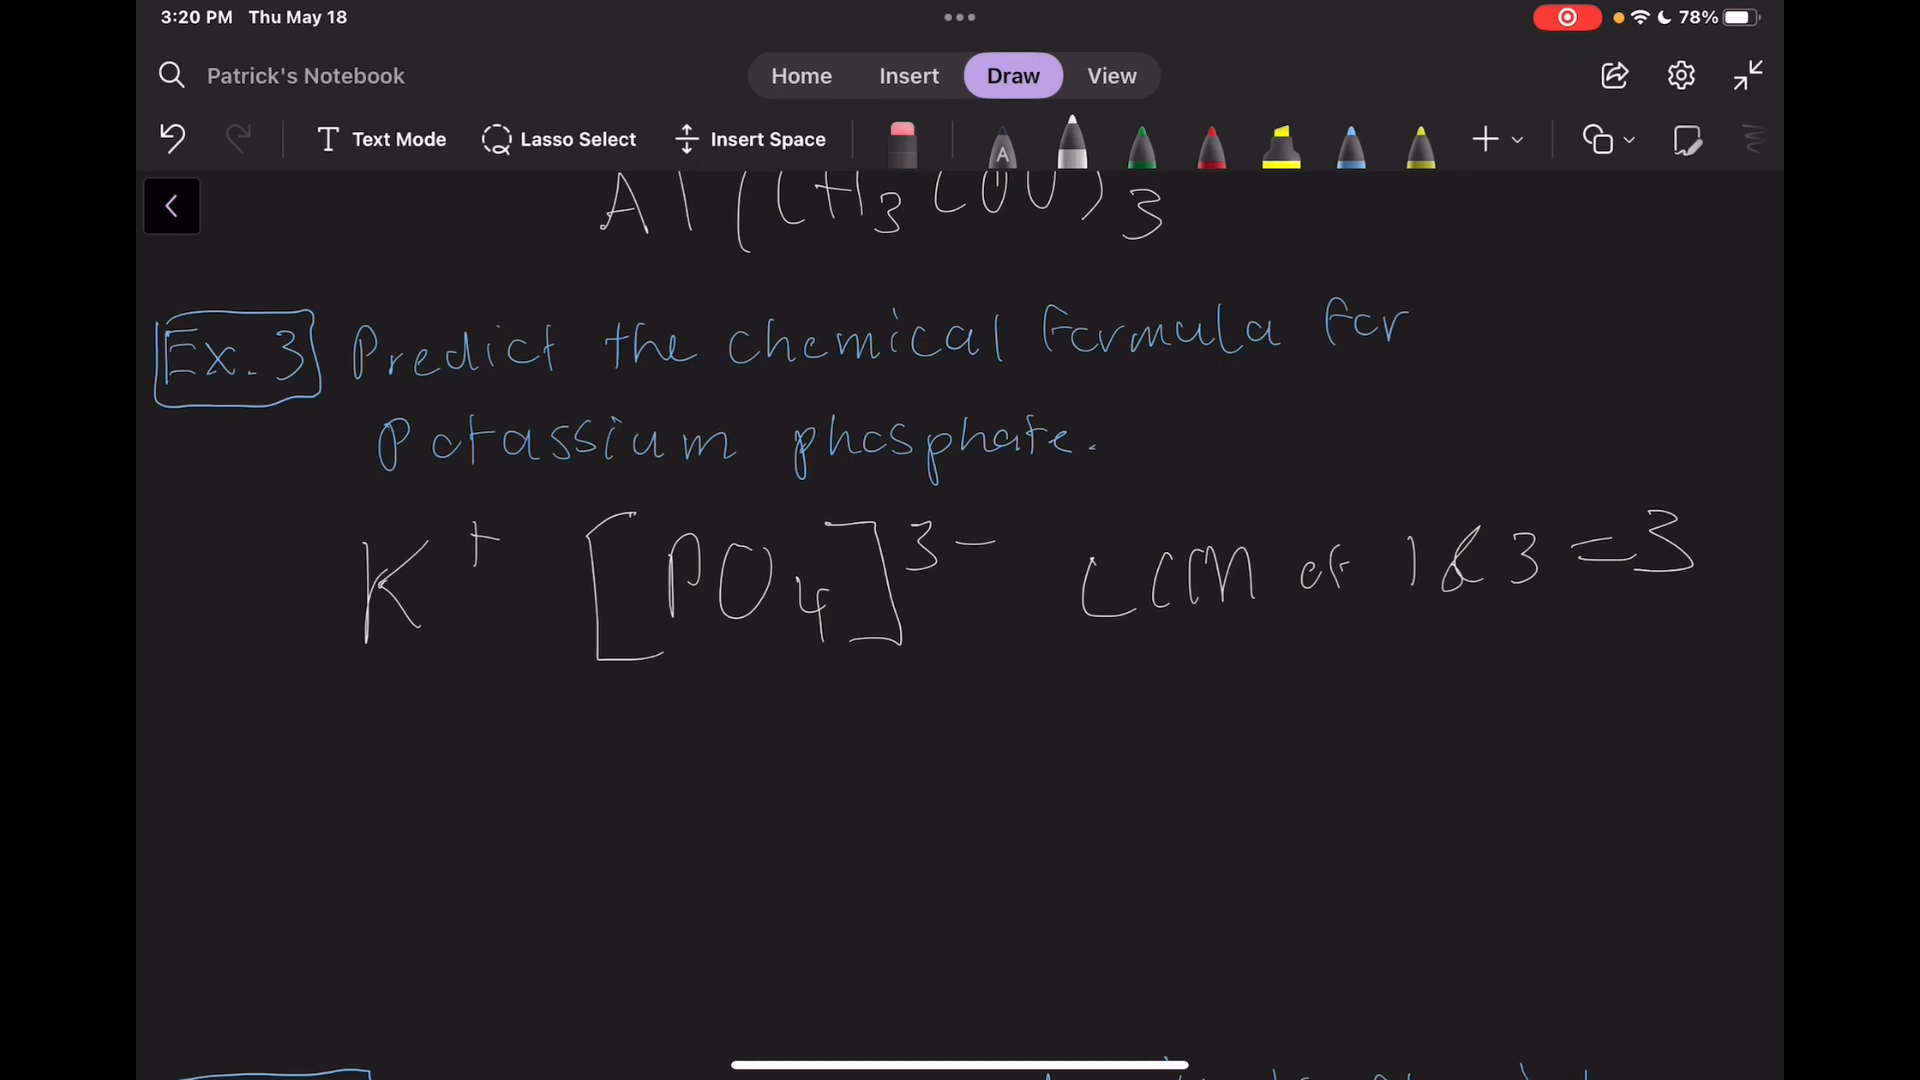 3:20 PM Thu May 18
78%
Patrick's Notebook
Home Insert Draw View
Text Mode Lasso Select Insert Space
A
Al(CH₃COO)₃
Ex. 3 Predict the chemical formula for
potassium phosphate.
K⁺ [PO₄]³⁻ LCM of 1 & 3 = 3